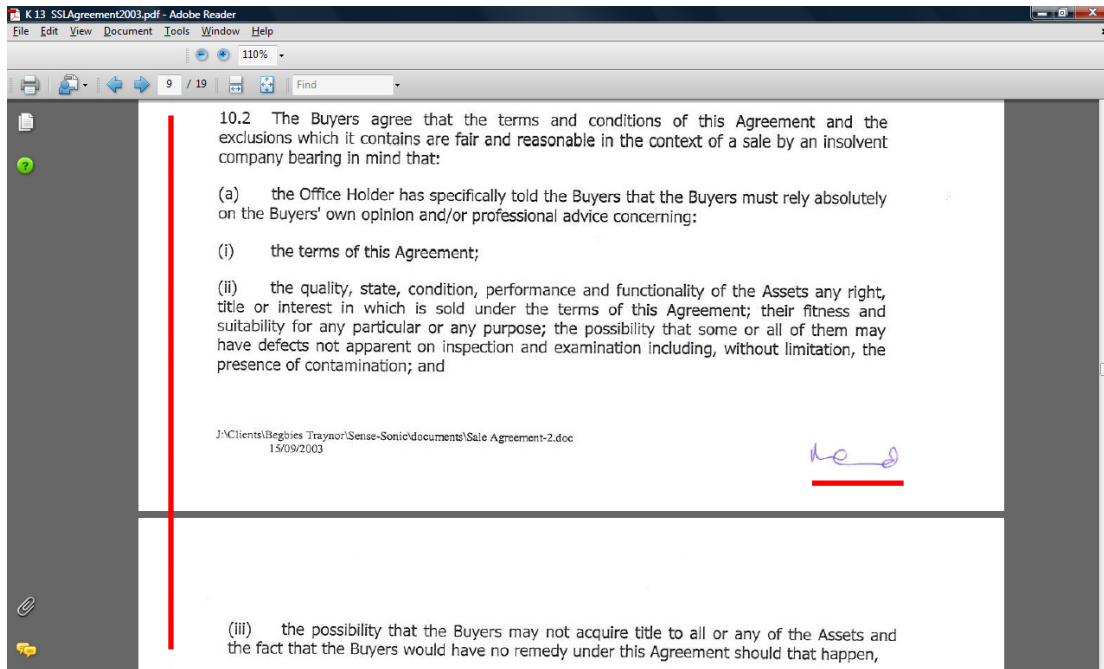 K 13 SSLAgreement2003.pdf - Adobe Reader
File Edit View Document Tools Window Help
110%
9 / 19 Find
10.2 The Buyers agree that the terms and conditions of this Agreement and the
exclusions which it contains are fair and reasonable in the context of a sale by an insolvent
company bearing in mind that:
(a) the Office Holder has specifically told the Buyers that the Buyers must rely absolutely
on the Buyers' own opinion and/or professional advice concerning:
(i) the terms of this Agreement;
(ii) the quality, state, condition, performance and functionality of the Assets any right,
title or interest in which is sold under the terms of this Agreement; their fitness and
suitability for any particular or any purpose; the possibility that some or all of them may
have defects not apparent on inspection and examination including, without limitation, the
presence of contamination; and
J:\Clients\Begbies Traynor\Sense-Sonic\documents\Sale Agreement-2.doc
15/09/2003
(iii) the possibility that the Buyers may not acquire title to all or any of the Assets and
the fact that the Buyers would have no remedy under this Agreement should that happen,